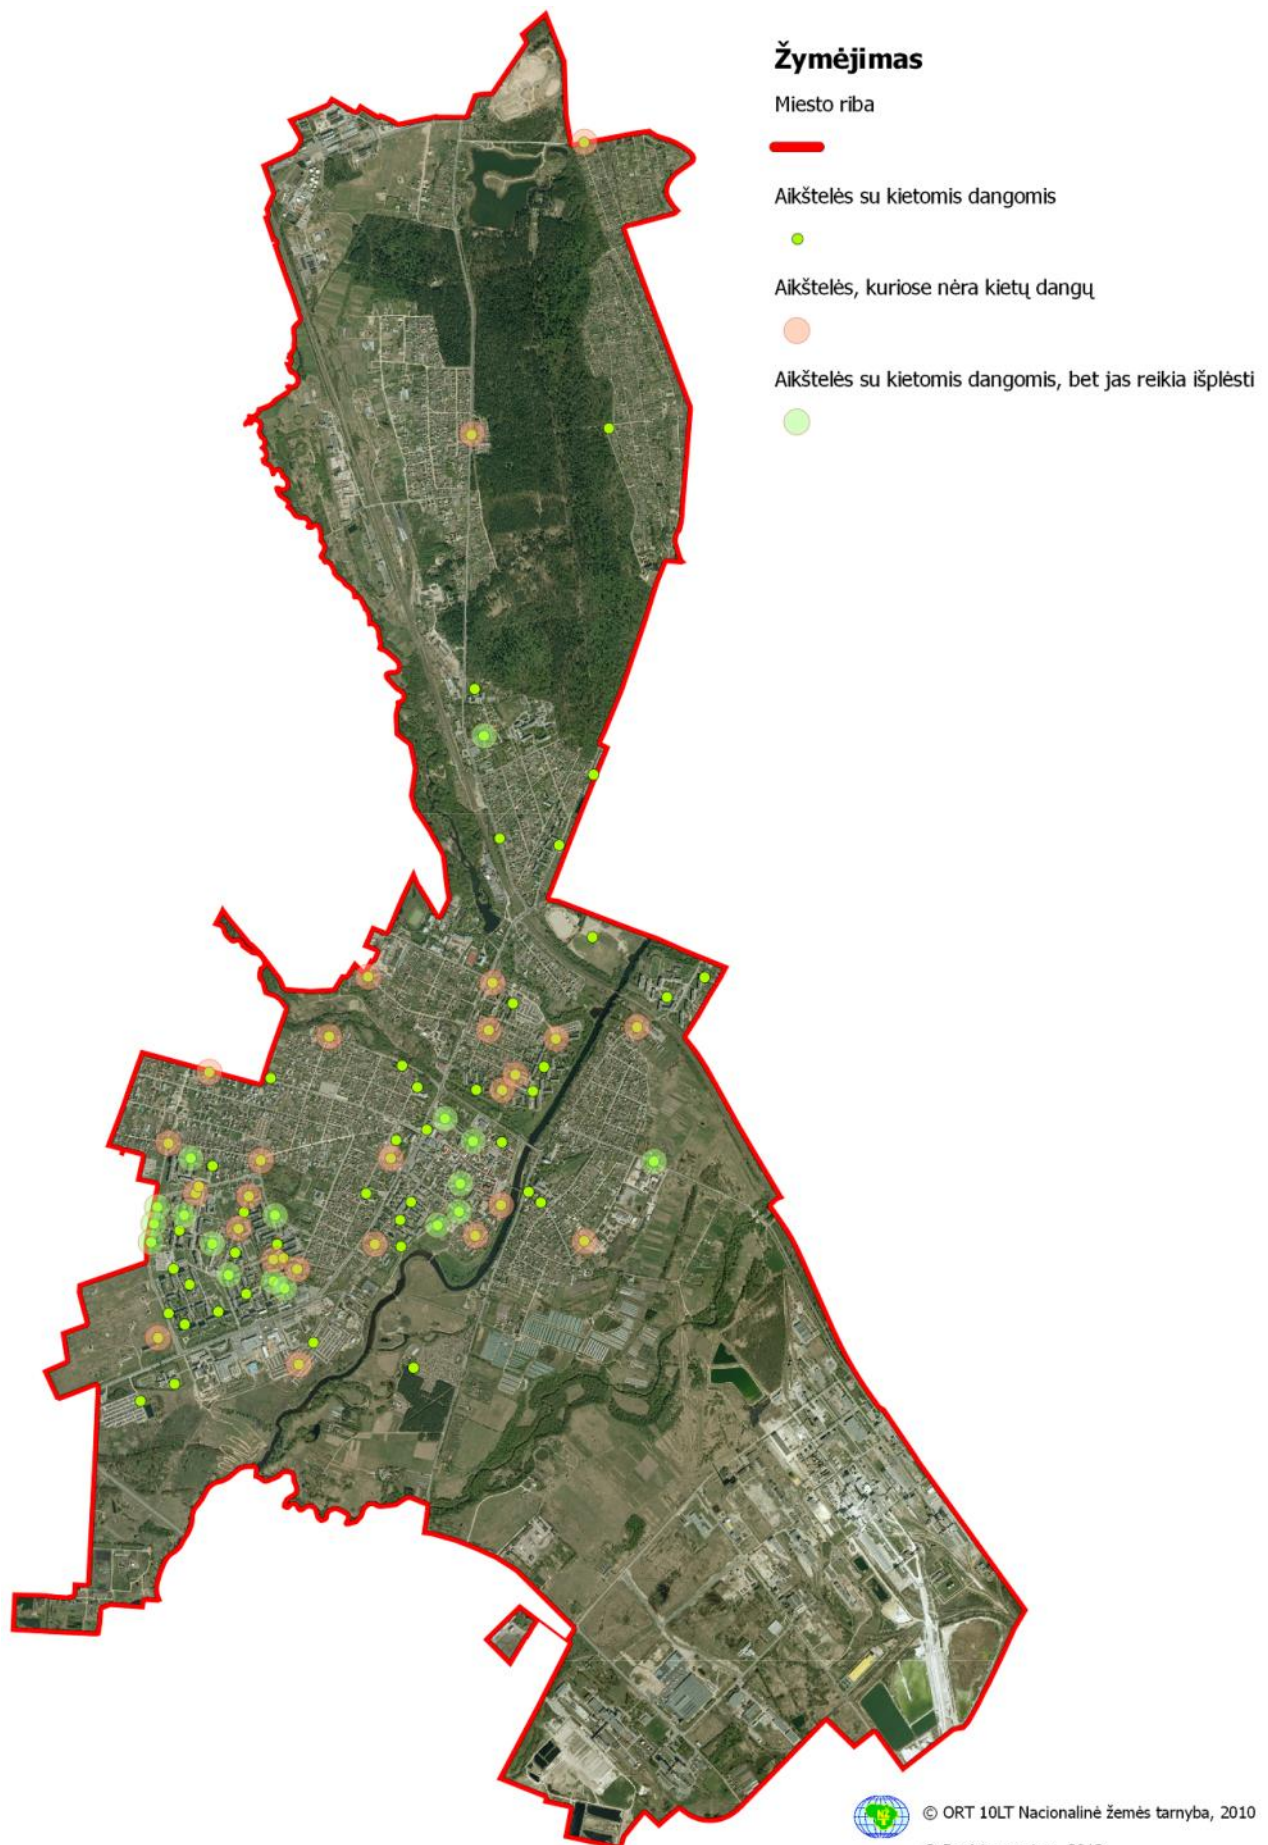 Žymėjimas
Miesto riba
Aikštelės su kietomis dangomis
Aikštelės, kuriose nėra kietų dangų
Aikštelės su kietomis dangomis, bet jas reikia išplėsti
© ORT 10LT Nacionalinė žemės tarnyba, 2010